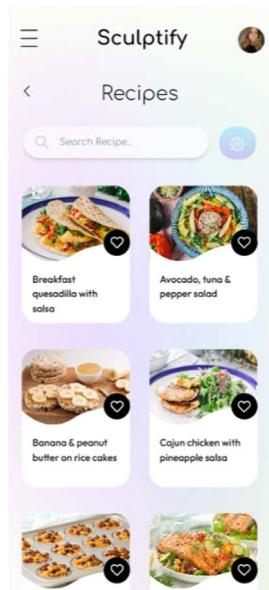 Sculptify
Recipes
Search Recipe..
Breakfast
quesadilla with
salsa
Avocado, tuna &
pepper salad
Banana & peanut
butter on rice cakes
Cajun chicken with
pineapple salsa